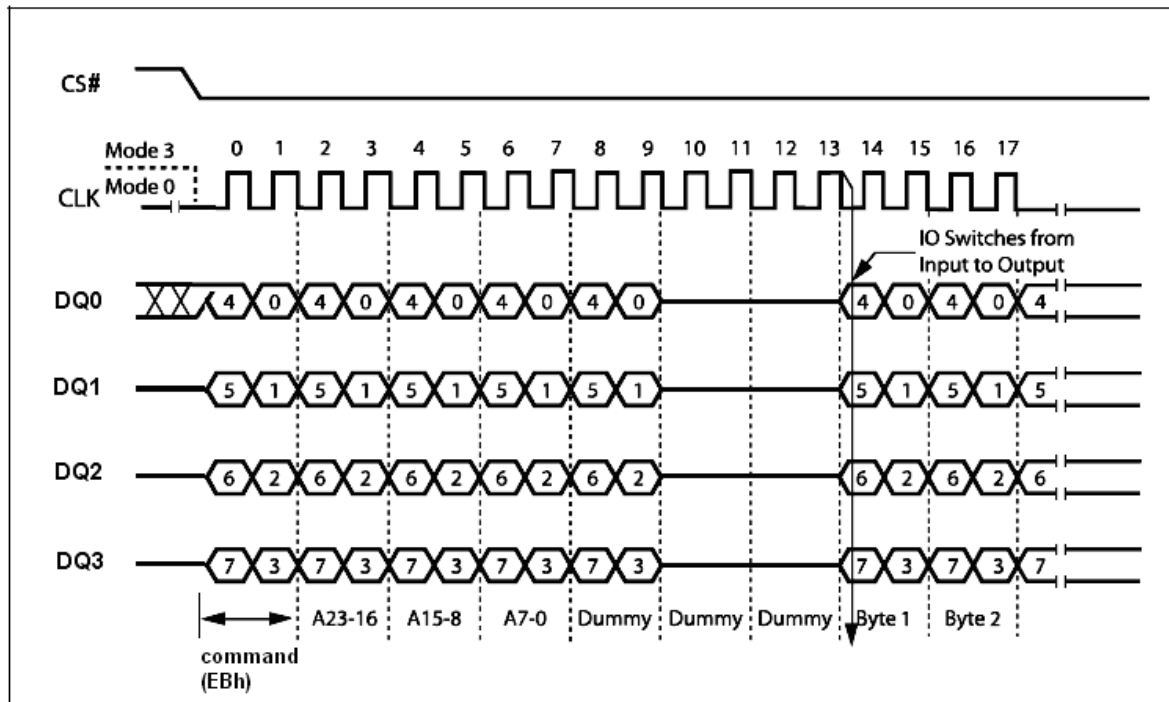 CS#
Mode 3
0 1 2 3 4 5 6 7 8 9 10 11 12 13 14 15 16 17
Mode 0
CLK
IO Switches from
Input to Output
DQ0
4 0 4 0 4 0 4 0 4 0 4 0 4 0 4
DQ1
5 1 5 1 5 1 5 1 5 1 5 1 5 1 5
DQ2
6 2 6 2 6 2 6 2 6 2 6 2 6 2 6
DQ3
7 3 7 3 7 3 7 3 7 3 7 3 7 3 7
A23-16 A15-8 A7-0 Dummy Dummy Dummy Byte 1 Byte 2
command
(EBh)